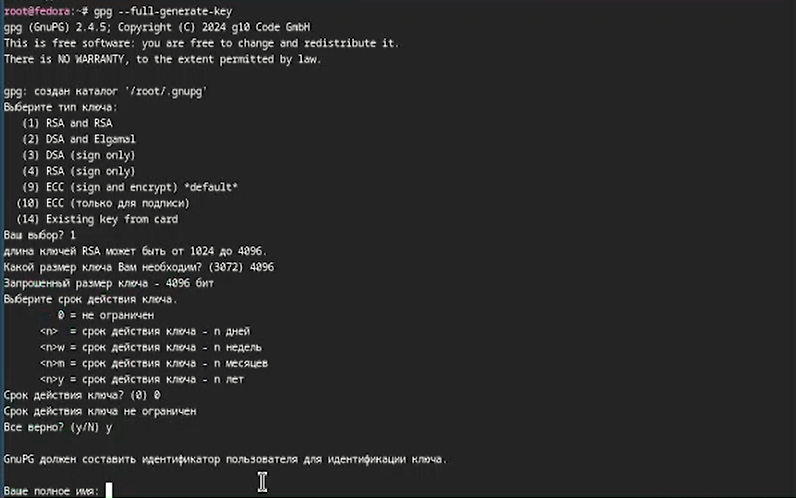 root@fedora:~# gpg --full-generate-key
gpg (GnuPG) 2.4.5; Copyright (C) 2024 g10 Code GmbH
This is free software: you are free to change and redistribute it.
There is NO WARRANTY, to the extent permitted by law.
gpg: создан каталог '/root/.gnupg'
Выберите тип ключа:
(1) RSA and RSA
(2) DSA and Elgamal
(3) DSA (sign only)
(4) RSA (sign only)
(9) ECC (sign and encrypt) *default*
(10) ECC (только для подписи)
(14) Existing key from card
Ваш выбор? 1
длина ключей RSA может быть от 1024 до 4096.
Какой размер ключа Вам необходим? (3072) 4096
Запрошенный размер ключа - 4096 бит
Выберите срок действия ключа.
0 = не ограничен
<n> = срок действия ключа - n дней
<n>w = срок действия ключа - n недель
<n>m = срок действия ключа - n месяцев
<n>y = срок действия ключа - n лет
Срок действия ключа? (0) 0
Срок действия ключа не ограничен
Все верно? (y/N) y
GnuPG должен составить идентификатор пользователя для идентификации ключа.
Ваше полное имя: